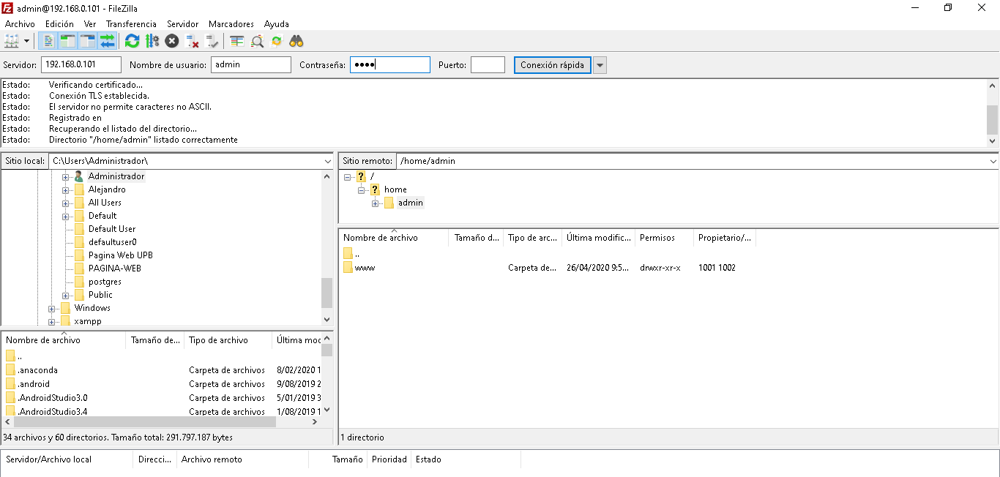 admin@192.168.0.101 - FileZilla
Archivo Edición Ver Transferencia Servidor Marcadores Ayuda
Servidor: 192.168.0.101 Nombre de usuario: admin Contraseña: ●●●● Puerto: Conexión rápida
Estado: Verificando certificado...
Estado: Conexión TLS establecida.
Estado: El servidor no permite caracteres no ASCII.
Estado: Registrado en
Estado: Recuperando el listado del directorio...
Estado: Directorio "/home/admin" listado correctamente
Sitio local: C:\Users\Administrador\
Administrador
Alejandro
All Users
Default
Default User
defaultuser0
Pagina Web UPB
PAGINA-WEB
postgres
Public
Windows
xampp
Nombre de archivo Tamaño de... Tipo de archivo Última moc
..
.anaconda Carpeta de archivos 8/02/2020 1
.android Carpeta de archivos 9/08/2019 2
.AndroidStudio3.0 Carpeta de archivos 5/01/2019 3
.AndroidStudio3.4 Carpeta de archivos 1/08/2019 1
34 archivos y 60 directorios. Tamaño total: 291.797.187 bytes
Sitio remoto: /home/admin
/
home
admin
Nombre de archivo Tamaño d... Tipo de arc... Última modific... Permisos Propietario/...
..
www Carpeta de... 26/04/2020 9:5... drwxr-xr-x 1001 1002
1 directorio
Servidor/Archivo local Direcci... Archivo remoto Tamaño Prioridad Estado